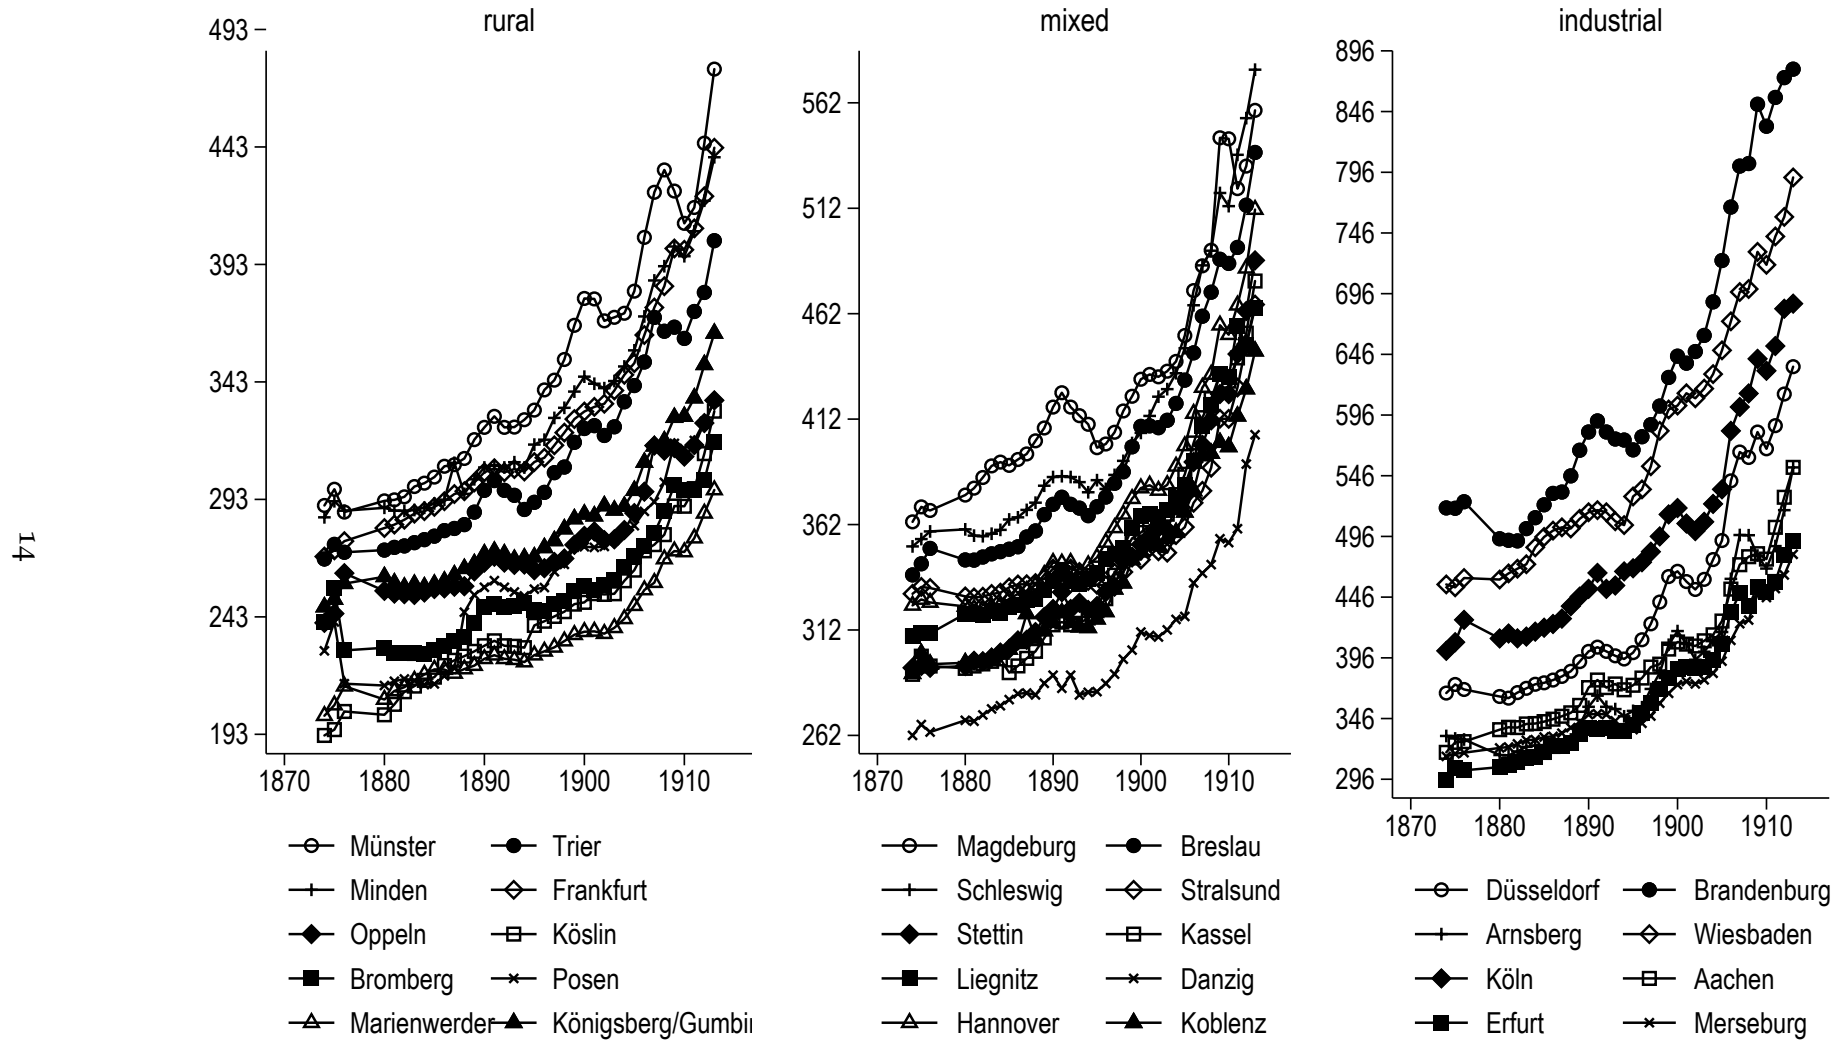 rural
493
443
393
343
293
243
193
1870 1880 1890 1900 1910
Münster Trier
Minden Frankfurt
Oppeln Köslin
Bromberg Posen
Marienwerder Königsberg/Gumbin
mixed
562
512
462
412
362
312
262
1870 1880 1890 1900 1910
Magdeburg Breslau
Schleswig Stralsund
Stettin Kassel
Liegnitz Danzig
Hannover Koblenz
industrial
896
846
796
746
696
646
596
546
496
446
396
346
296
1870 1880 1890 1900 1910
Düsseldorf Brandenburg
Arnsberg Wiesbaden
Köln Aachen
Erfurt Merseburg
14